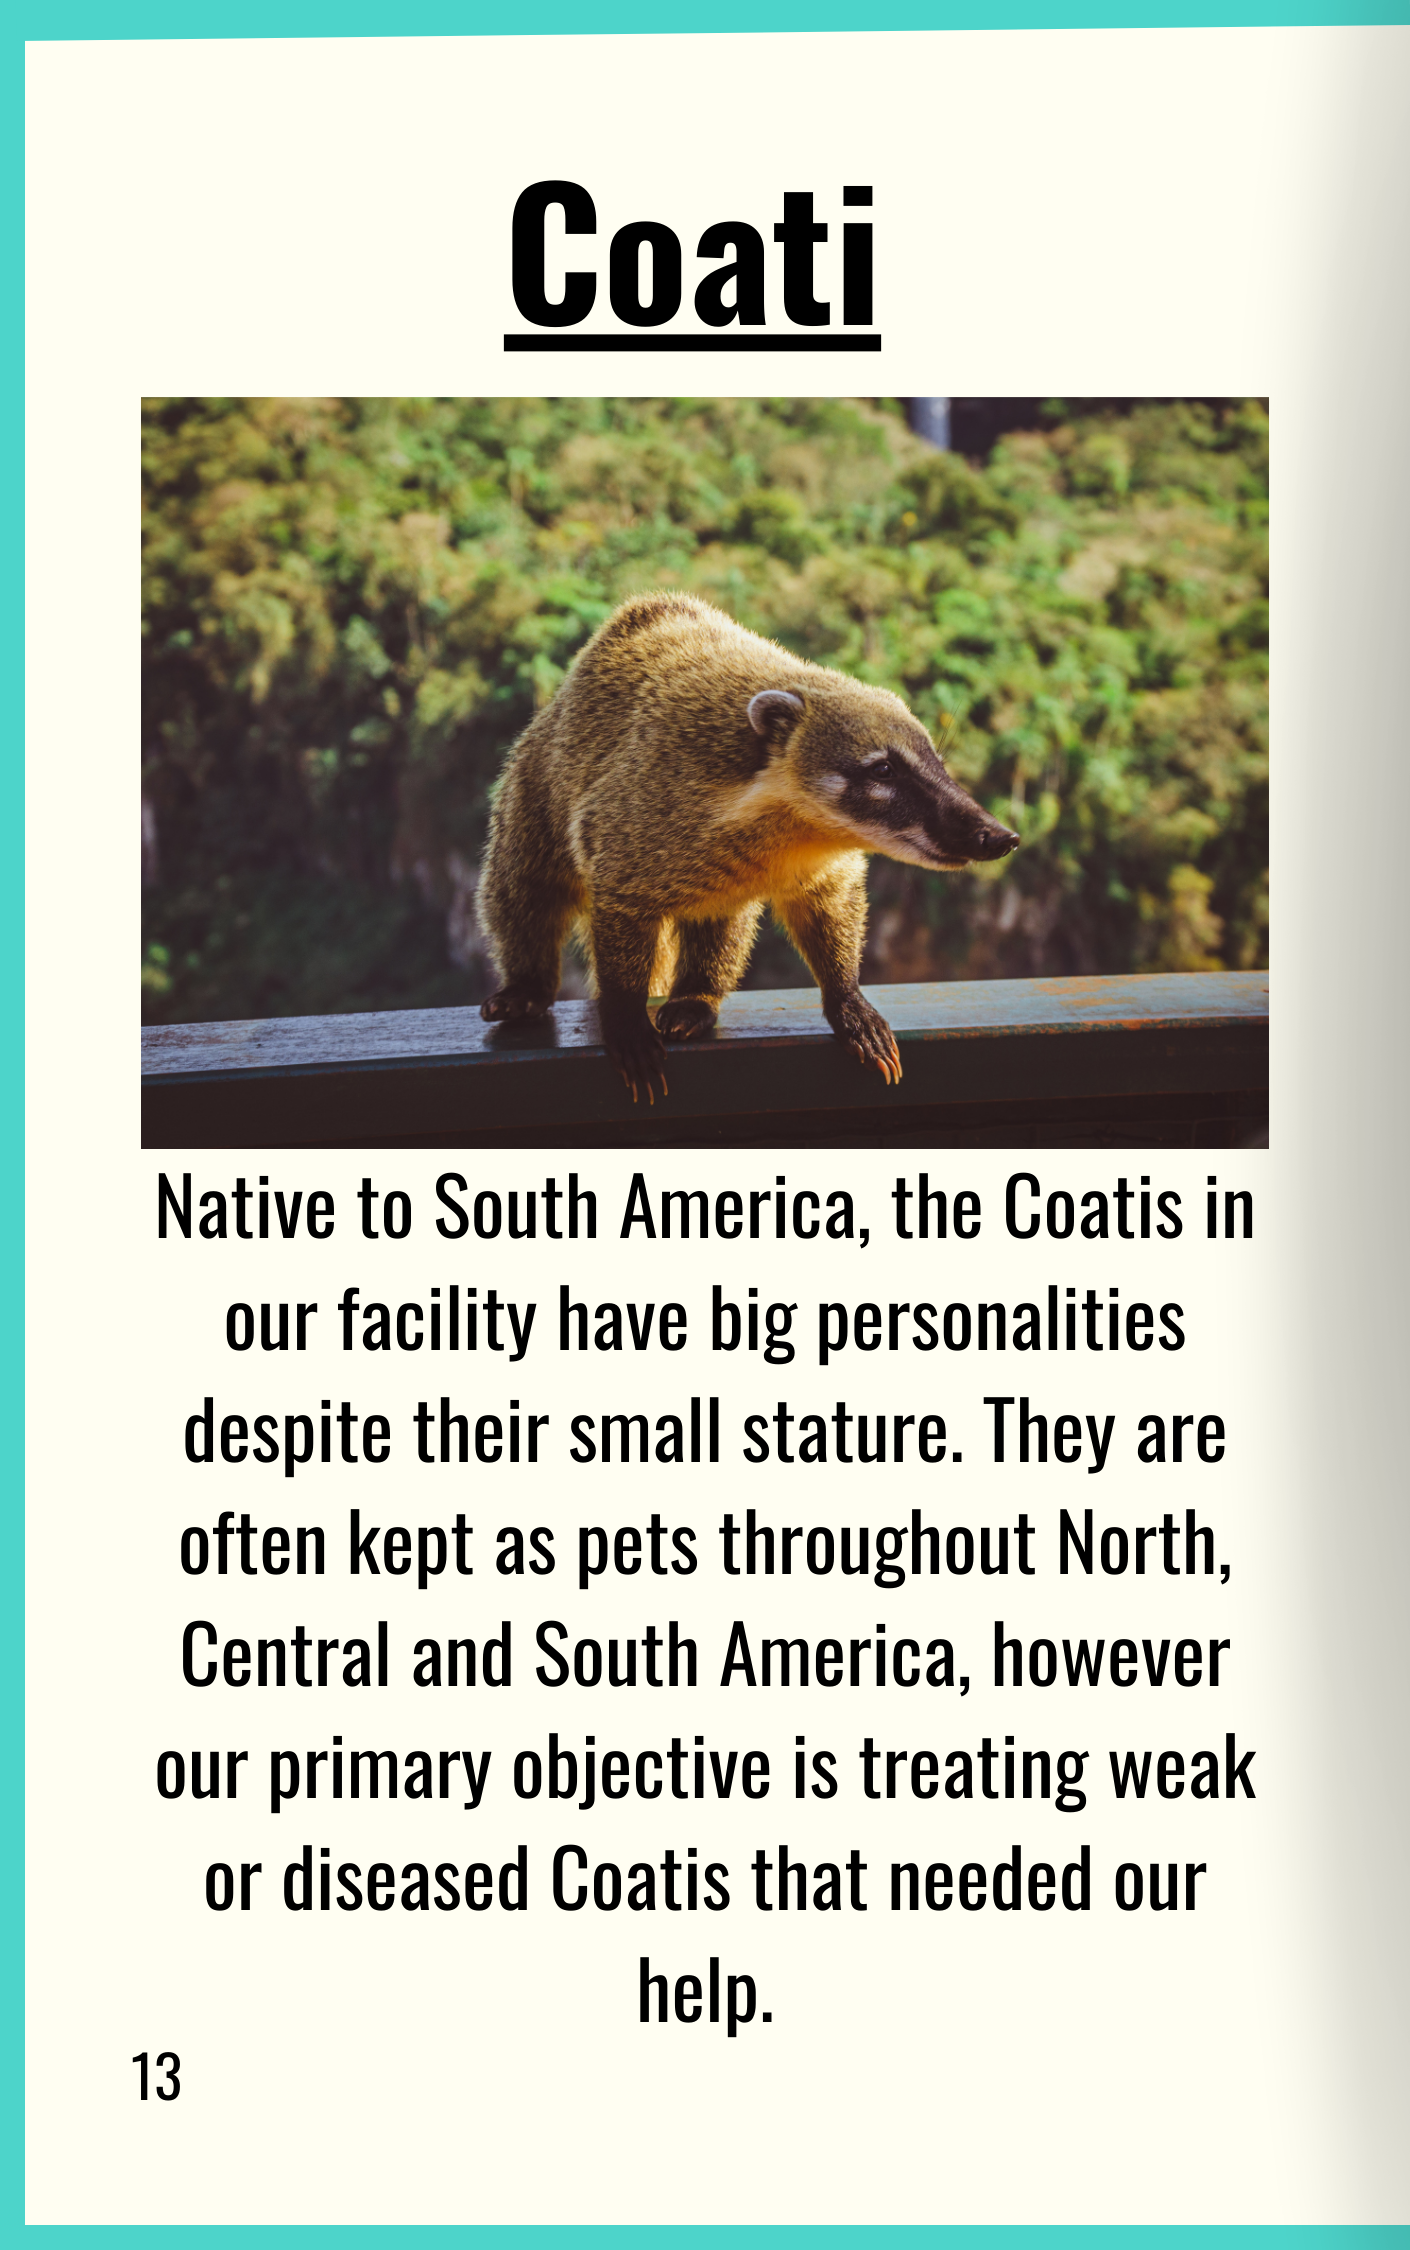 Coati
Native to South America, the Coatis in
our facility have big personalities
despite their small stature. They are
often kept as pets throughout North,
Central and South America, however
our primary objective is treating weak
or diseased Coatis that needed our
help.
13